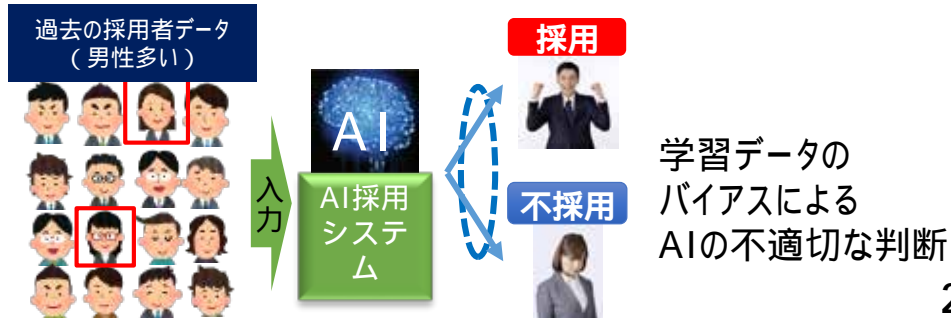 過去の採用者データ
（男性多い）
入力
AI
AI採用
システ
ム
採用
不採用
学習データの
バイアスによる
AIの不適切な判断
2